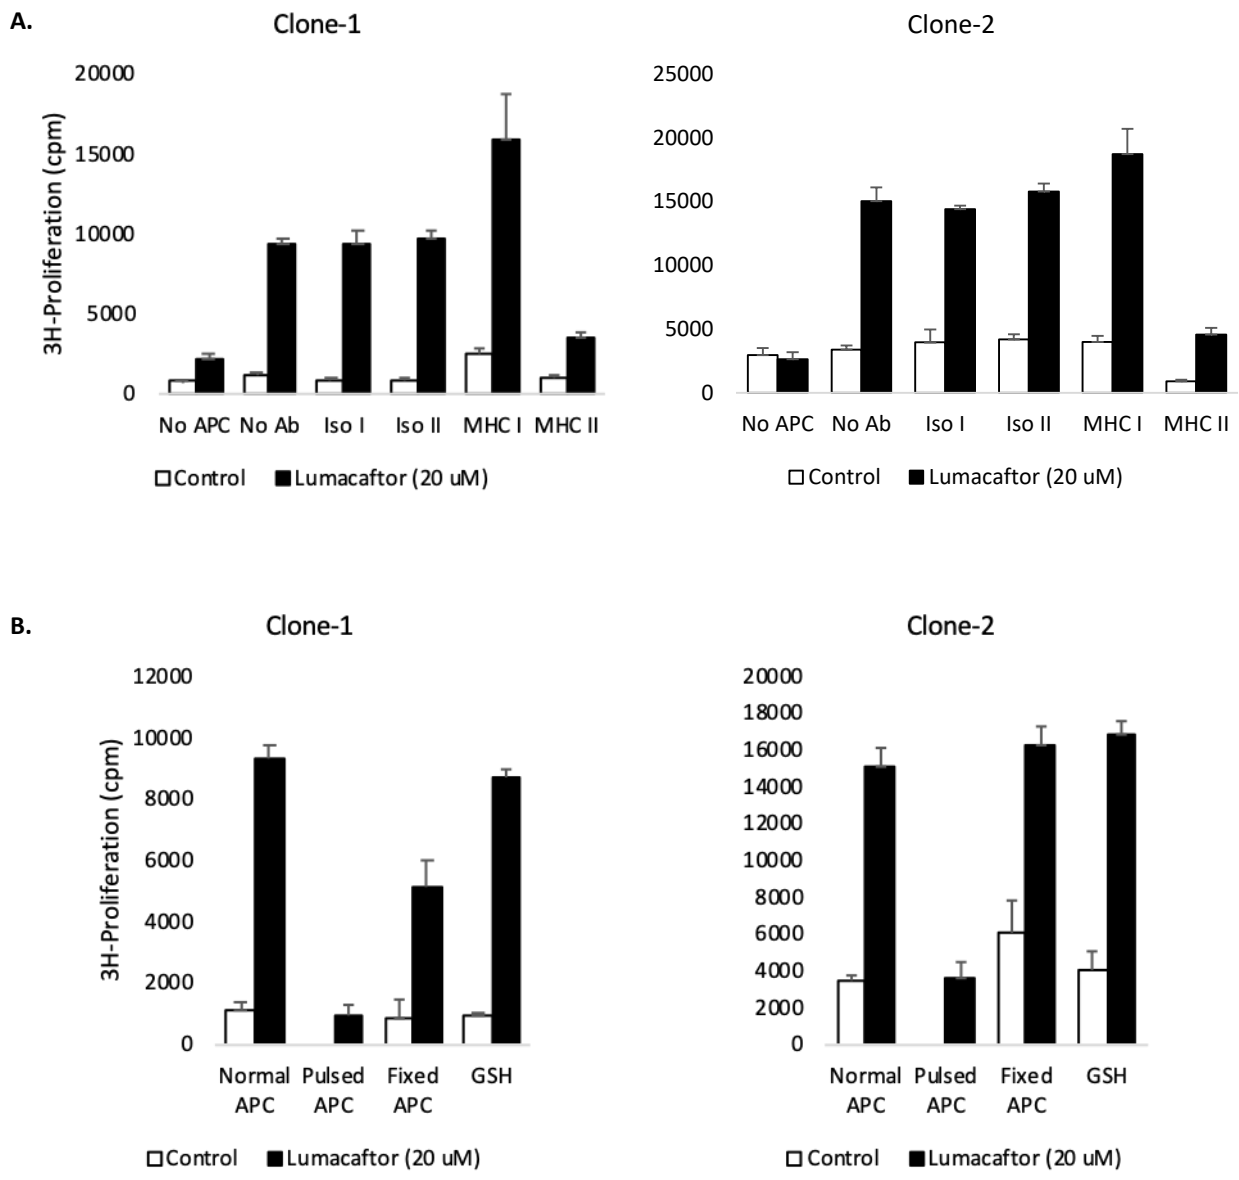 A.
Clone-1
Clone-2
3H-Proliferation (cpm)
20000
15000
10000
5000
0
25000
20000
15000
10000
5000
0
No APC No Ab Iso I Iso II MHC I MHC II
No APC No Ab Iso I Iso II MHC I MHC II
Control Lumacaftor (20 uM)
Control Lumacaftor (20 uM)
B.
Clone-1
Clone-2
3H-Proliferation (cpm)
12000
10000
8000
6000
4000
2000
0
20000
18000
16000
14000
12000
10000
8000
6000
4000
2000
0
Normal Pulsed Fixed GSH
APC APC APC
Normal Pulsed Fixed GSH
APC APC APC
Control Lumacaftor (20 uM)
Control Lumacaftor (20 uM)